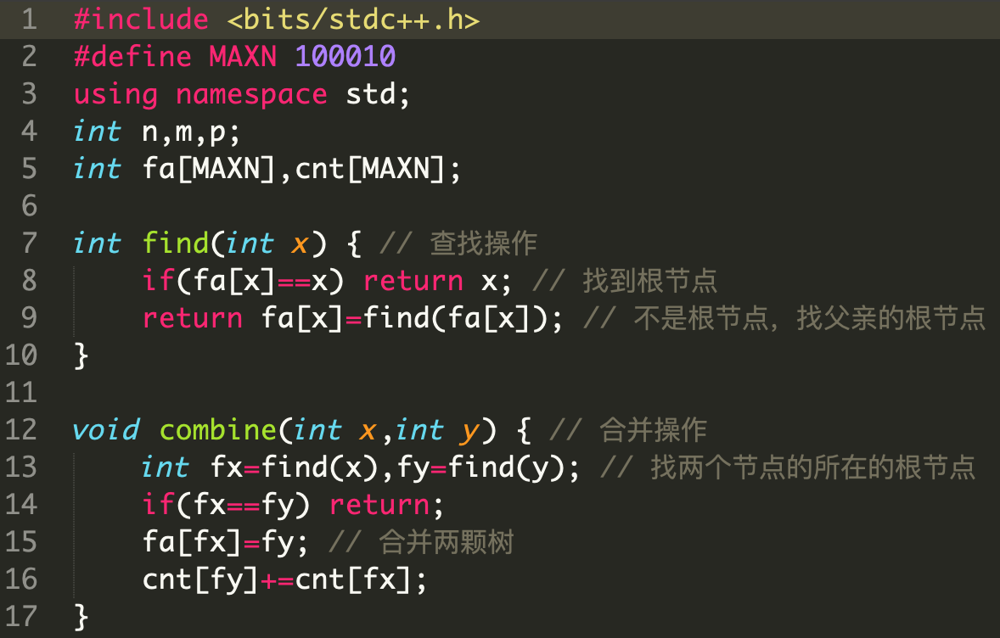 1 #include <bits/stdc++.h>
2 #define MAXN 100010
3 using namespace std;
4 int n,m,p;
5 int fa[MAXN],cnt[MAXN];
6
7 int find(int x) { // 查找操作
8 if(fa[x]==x) return x; // 找到根节点
9 return fa[x]=find(fa[x]); // 不是根节点，找父亲的根节点
10 }
11
12 void combine(int x,int y) { // 合并操作
13 int fx=find(x),fy=find(y); // 找两个节点的所在的根节点
14 if(fx==fy) return;
15 fa[fx]=fy; // 合并两颗树
16 cnt[fy]+=cnt[fx];
17 }